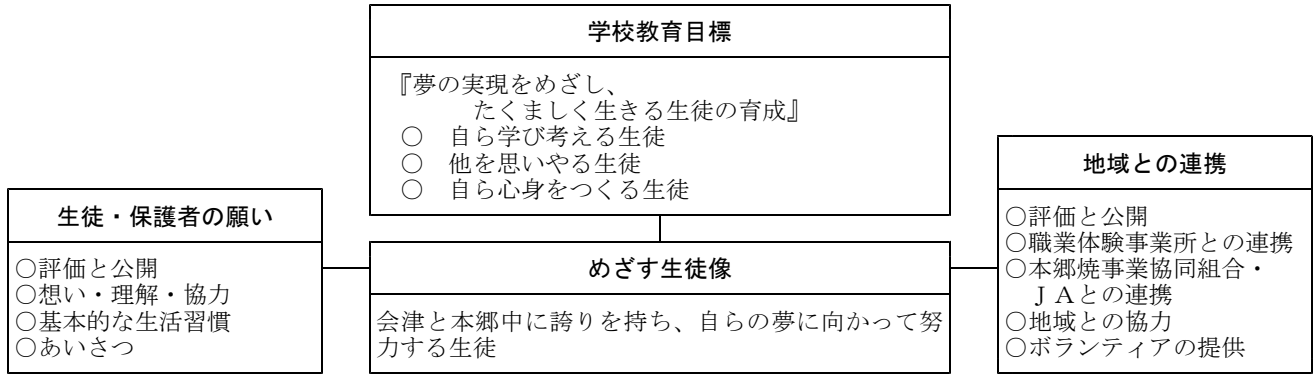 学校教育目標
『夢の実現をめざし、
たくましく生きる生徒の育成』
○　自ら学び考える生徒
○　他を思いやる生徒
○　自ら心身をつくる生徒
生徒・保護者の願い
○評価と公開
○想い・理解・協力
○基本的な生活習慣
○あいさつ
めざす生徒像
会津と本郷中に誇りを持ち、自らの夢に向かって努
力する生徒
地域との連携
○評価と公開
○職業体験事業所との連携
○本郷焼事業協同組合・
ＪＡとの連携
○地域との協力
○ボランティアの提供